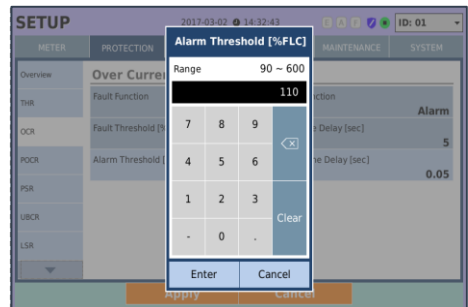 SETUP
2017-03-02 14:32:43
E A F
ID: 01
METER
PROTECTION
MAINTENANCE
SYSTEM
Alarm Threshold [%FLC]
Range 90 ~ 600
110
7 8 9
4 5 6
1 2 3
Clear
- 0 .
Enter Cancel
Overview
THR
OCR
POCR
PSR
UBCR
LSR
Over Curre
Fault Function
ction
Alarm
Fault Threshold [%
e Delay [sec]
5
Alarm Threshold [
me Delay [sec]
0.05
Apply
Cancel